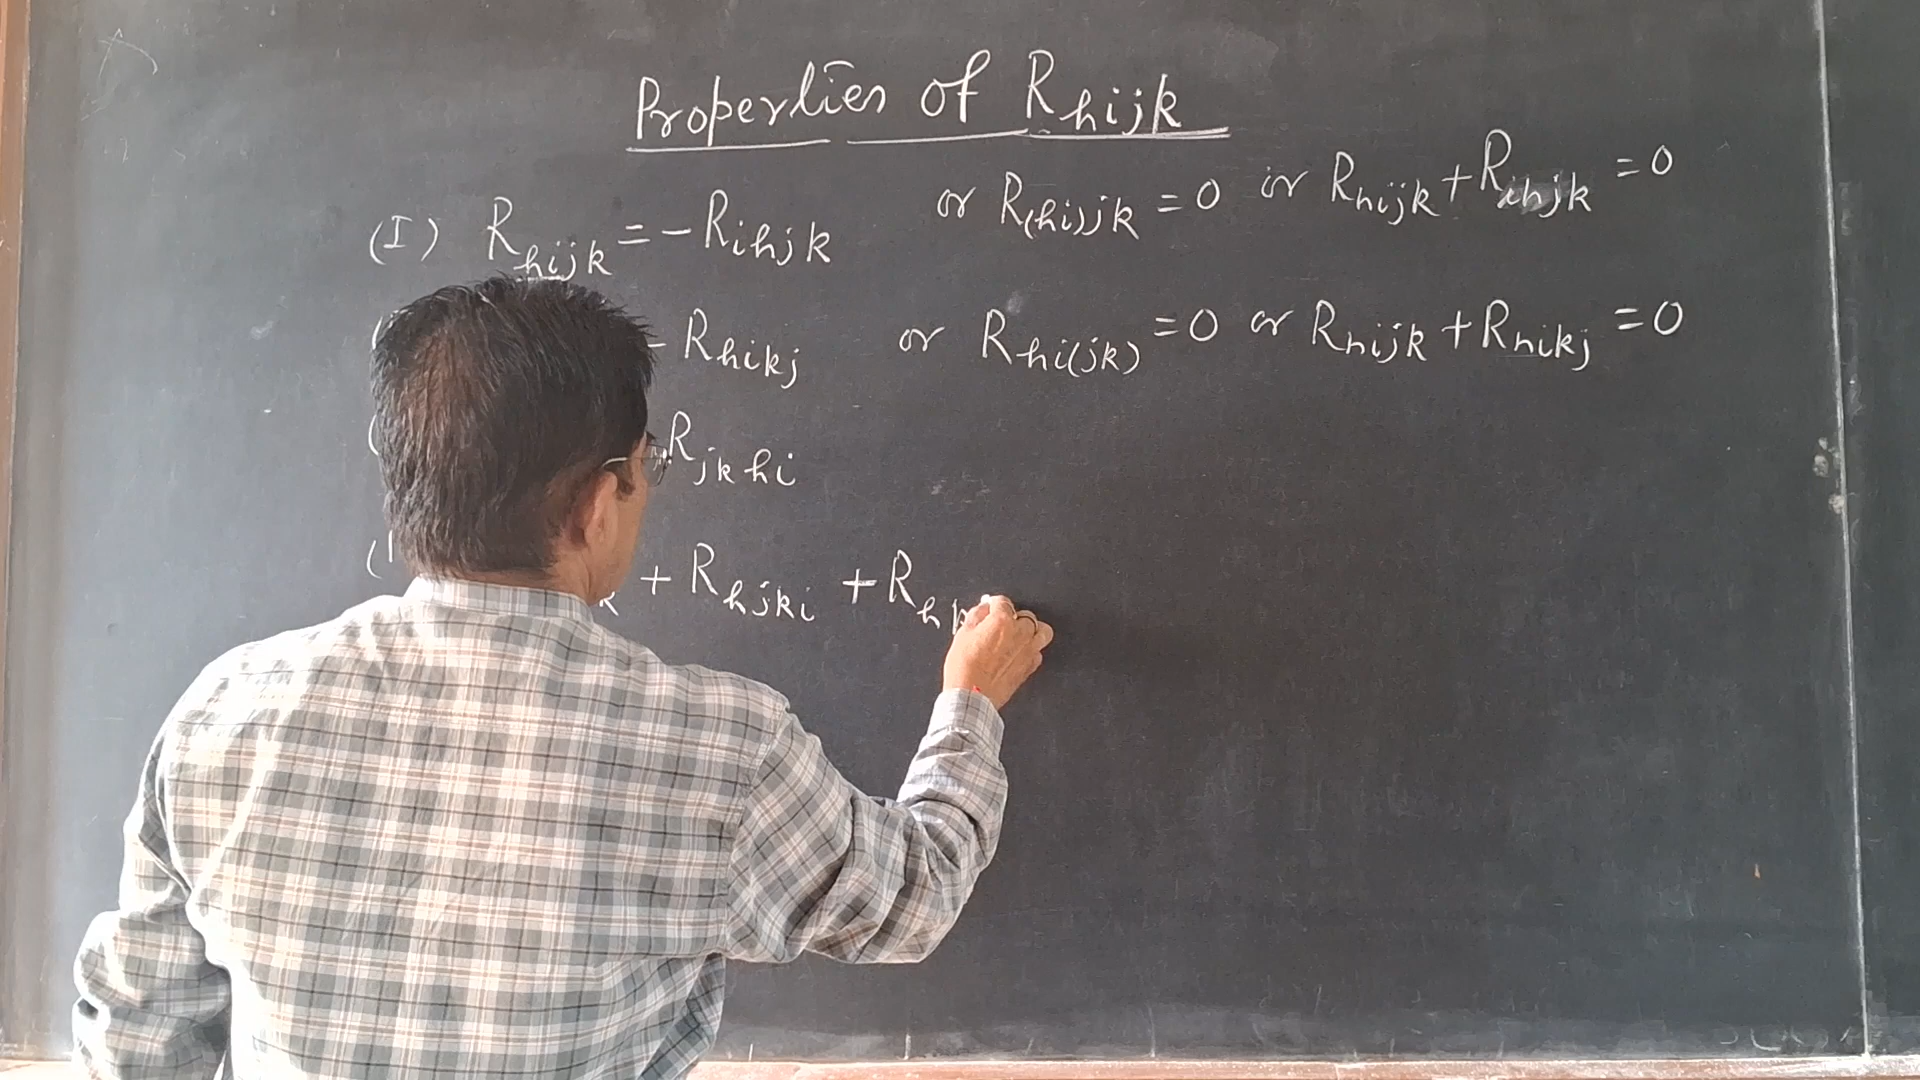 Properties of Rhijk
(I) Rhijk = - Rihjk or R(hi)jk = 0 or Rhijk + Rihjk = 0
- Rhikj or Rhi(jk) = 0 or Rhijk + Rhikj = 0
Rjkhi
+ Rhjki + Rhk